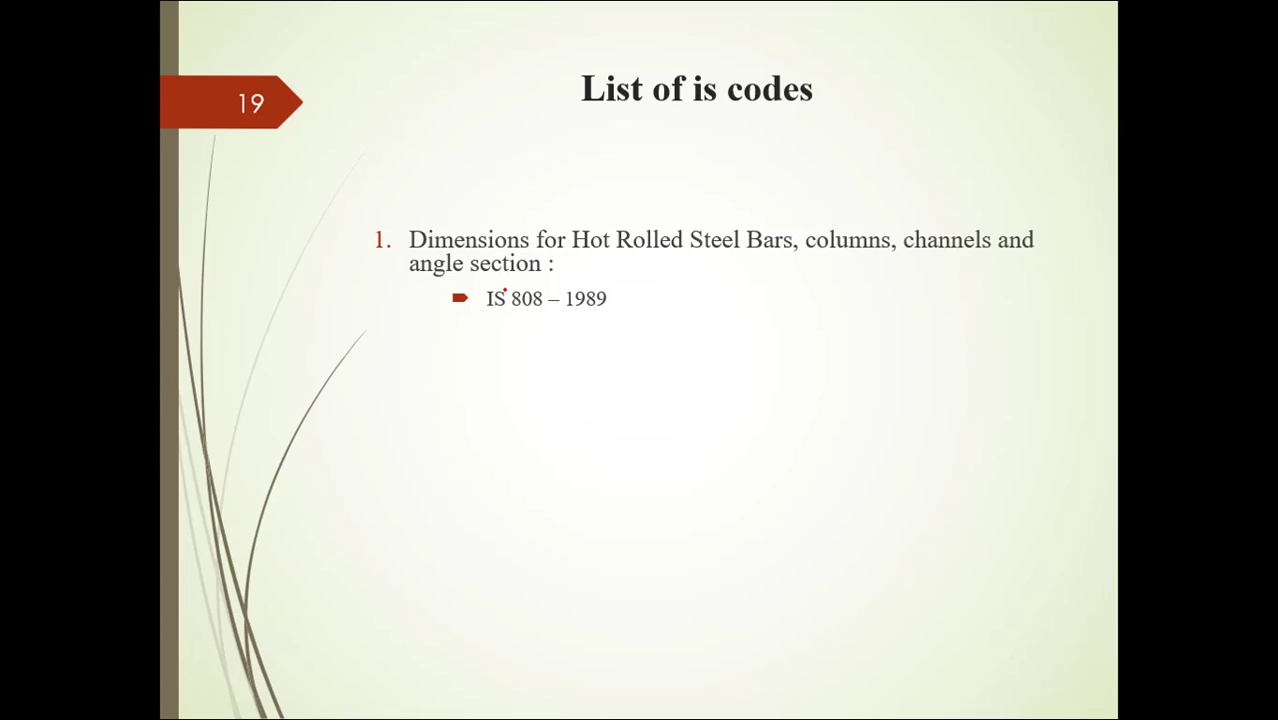 19
List of is codes
1. Dimensions for Hot Rolled Steel Bars, columns, channels and
angle section :
IS 808 – 1989